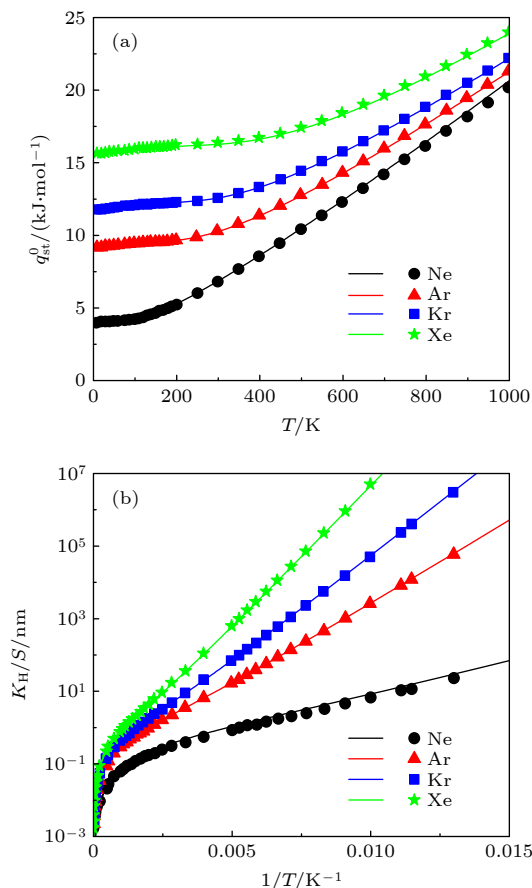 25
(a)
20
15
10
5
0
q⁰ₛₜ/(kJ·mol⁻¹)
Ne
Ar
Kr
Xe
0 200 400 600 800 1000
T/K
10⁷
(b)
10⁵
10³
10¹
10⁻¹
10⁻³
K_H/S/nm
Ne
Ar
Kr
Xe
0 0.005 0.010 0.015
1/T/K⁻¹